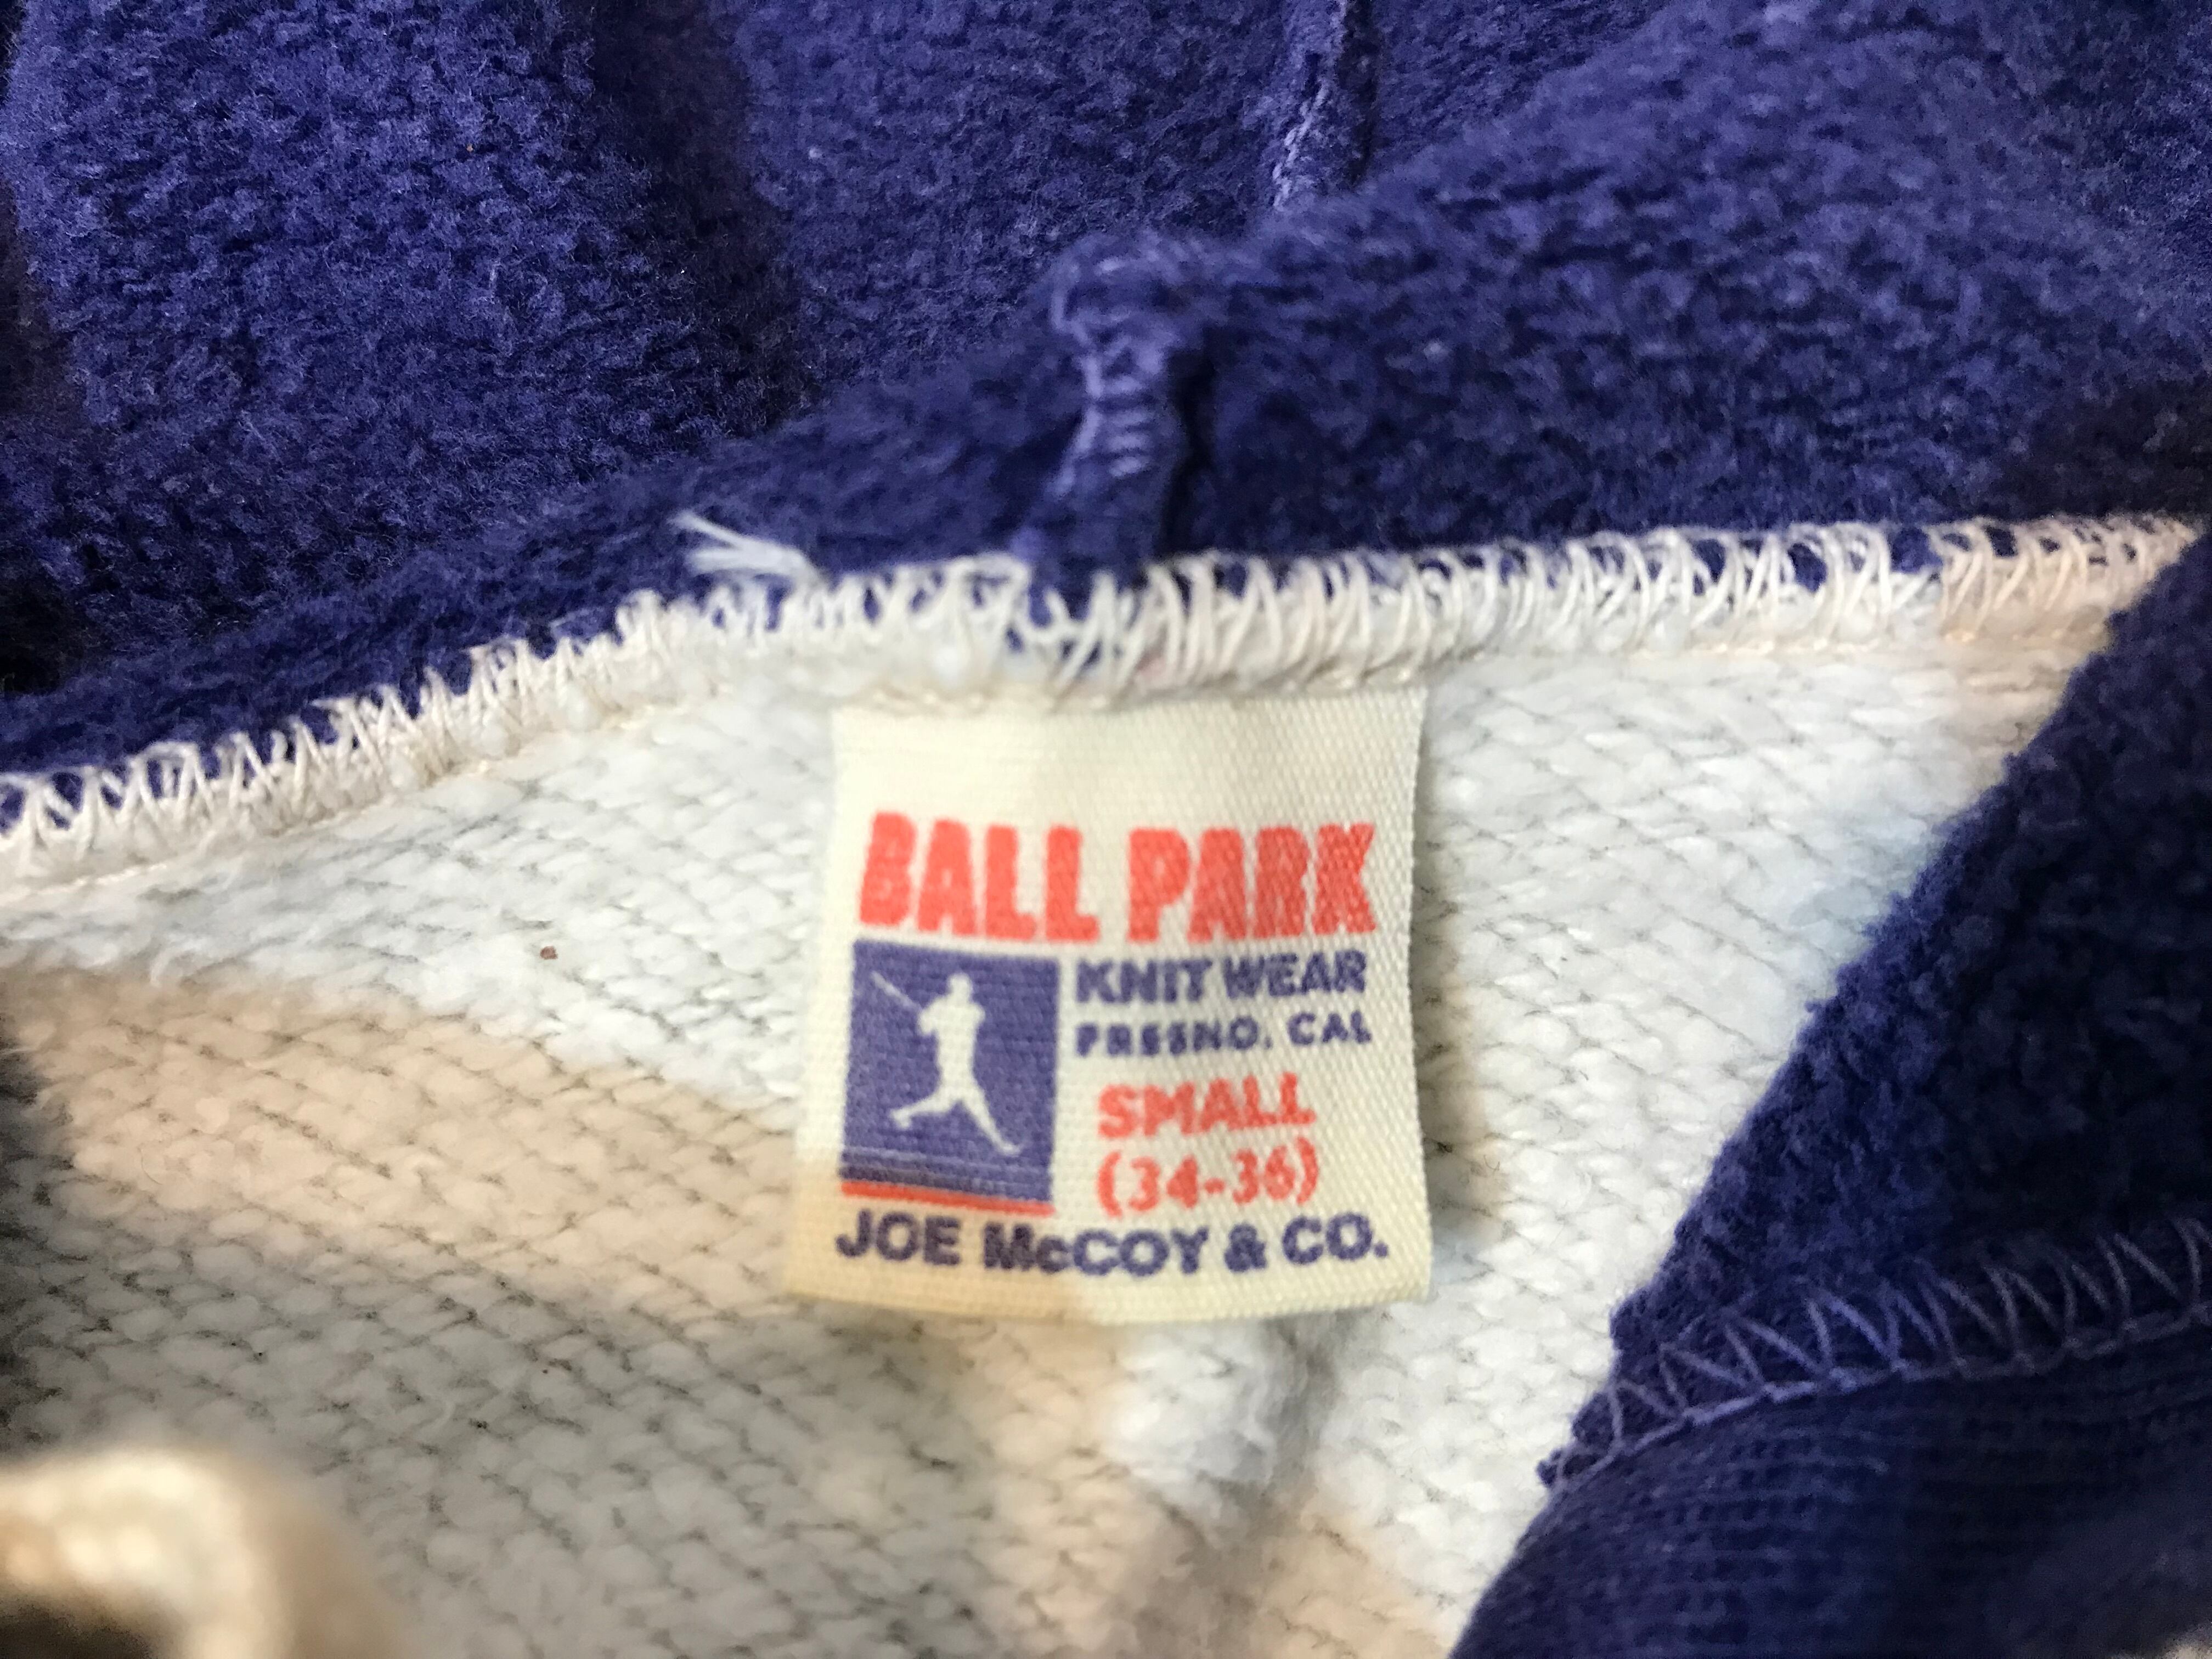 BALL PARK
KNIT WEAR
FRESNO, CAL
SMALL
(34-36)
JOE McCOY & CO.